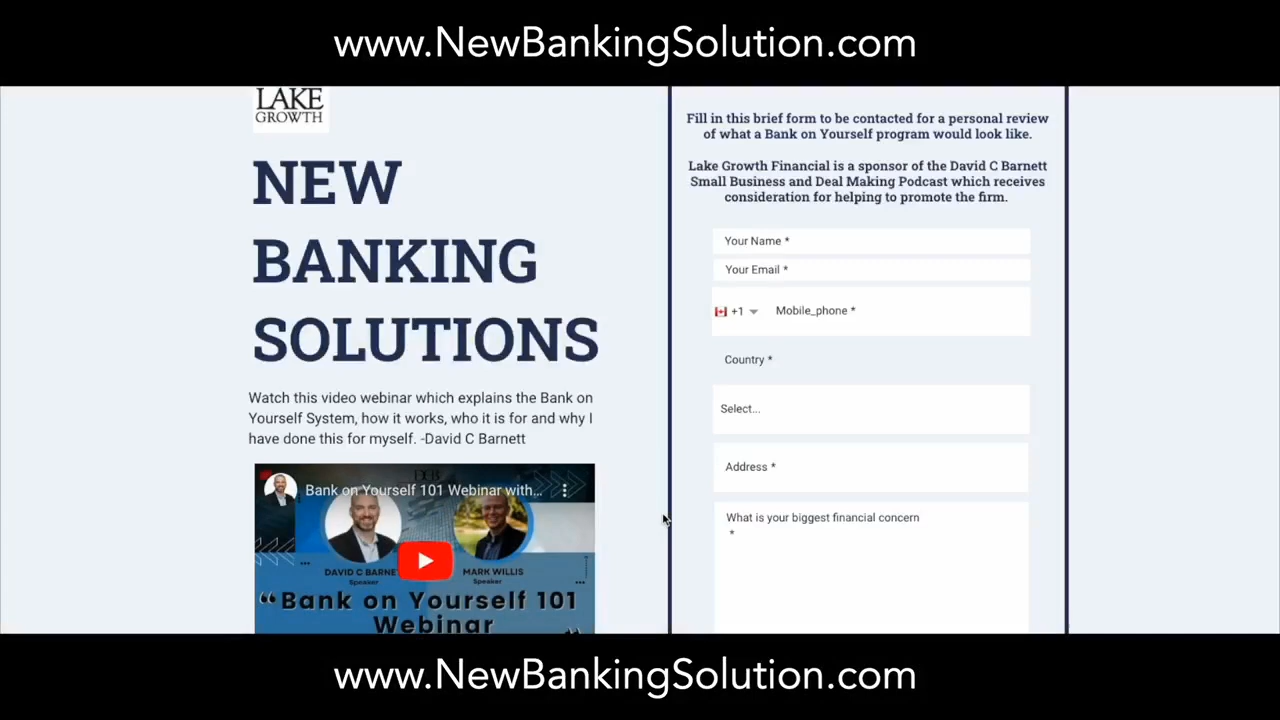 www.NewBankingSolution.com
LAKE
GROWTH
NEW
BANKING
SOLUTIONS
Watch this video webinar which explains the Bank on
Yourself System, how it works, who it is for and why I
have done this for myself. -David C Barnett
Bank on Yourself 101 Webinar with...
DAVID C BARNE
Speaker
MARK WILLIS
Speaker
“Bank on Yourself 101
Webinar
Fill in this brief form to be contacted for a personal review
of what a Bank on Yourself program would look like.
Lake Growth Financial is a sponsor of the David C Barnett
Small Business and Deal Making Podcast which receives
consideration for helping to promote the firm.
Your Name *
Your Email *
+1 Mobile_phone *
Country *
Select...
Address *
What is your biggest financial concern
*
www.NewBankingSolution.com